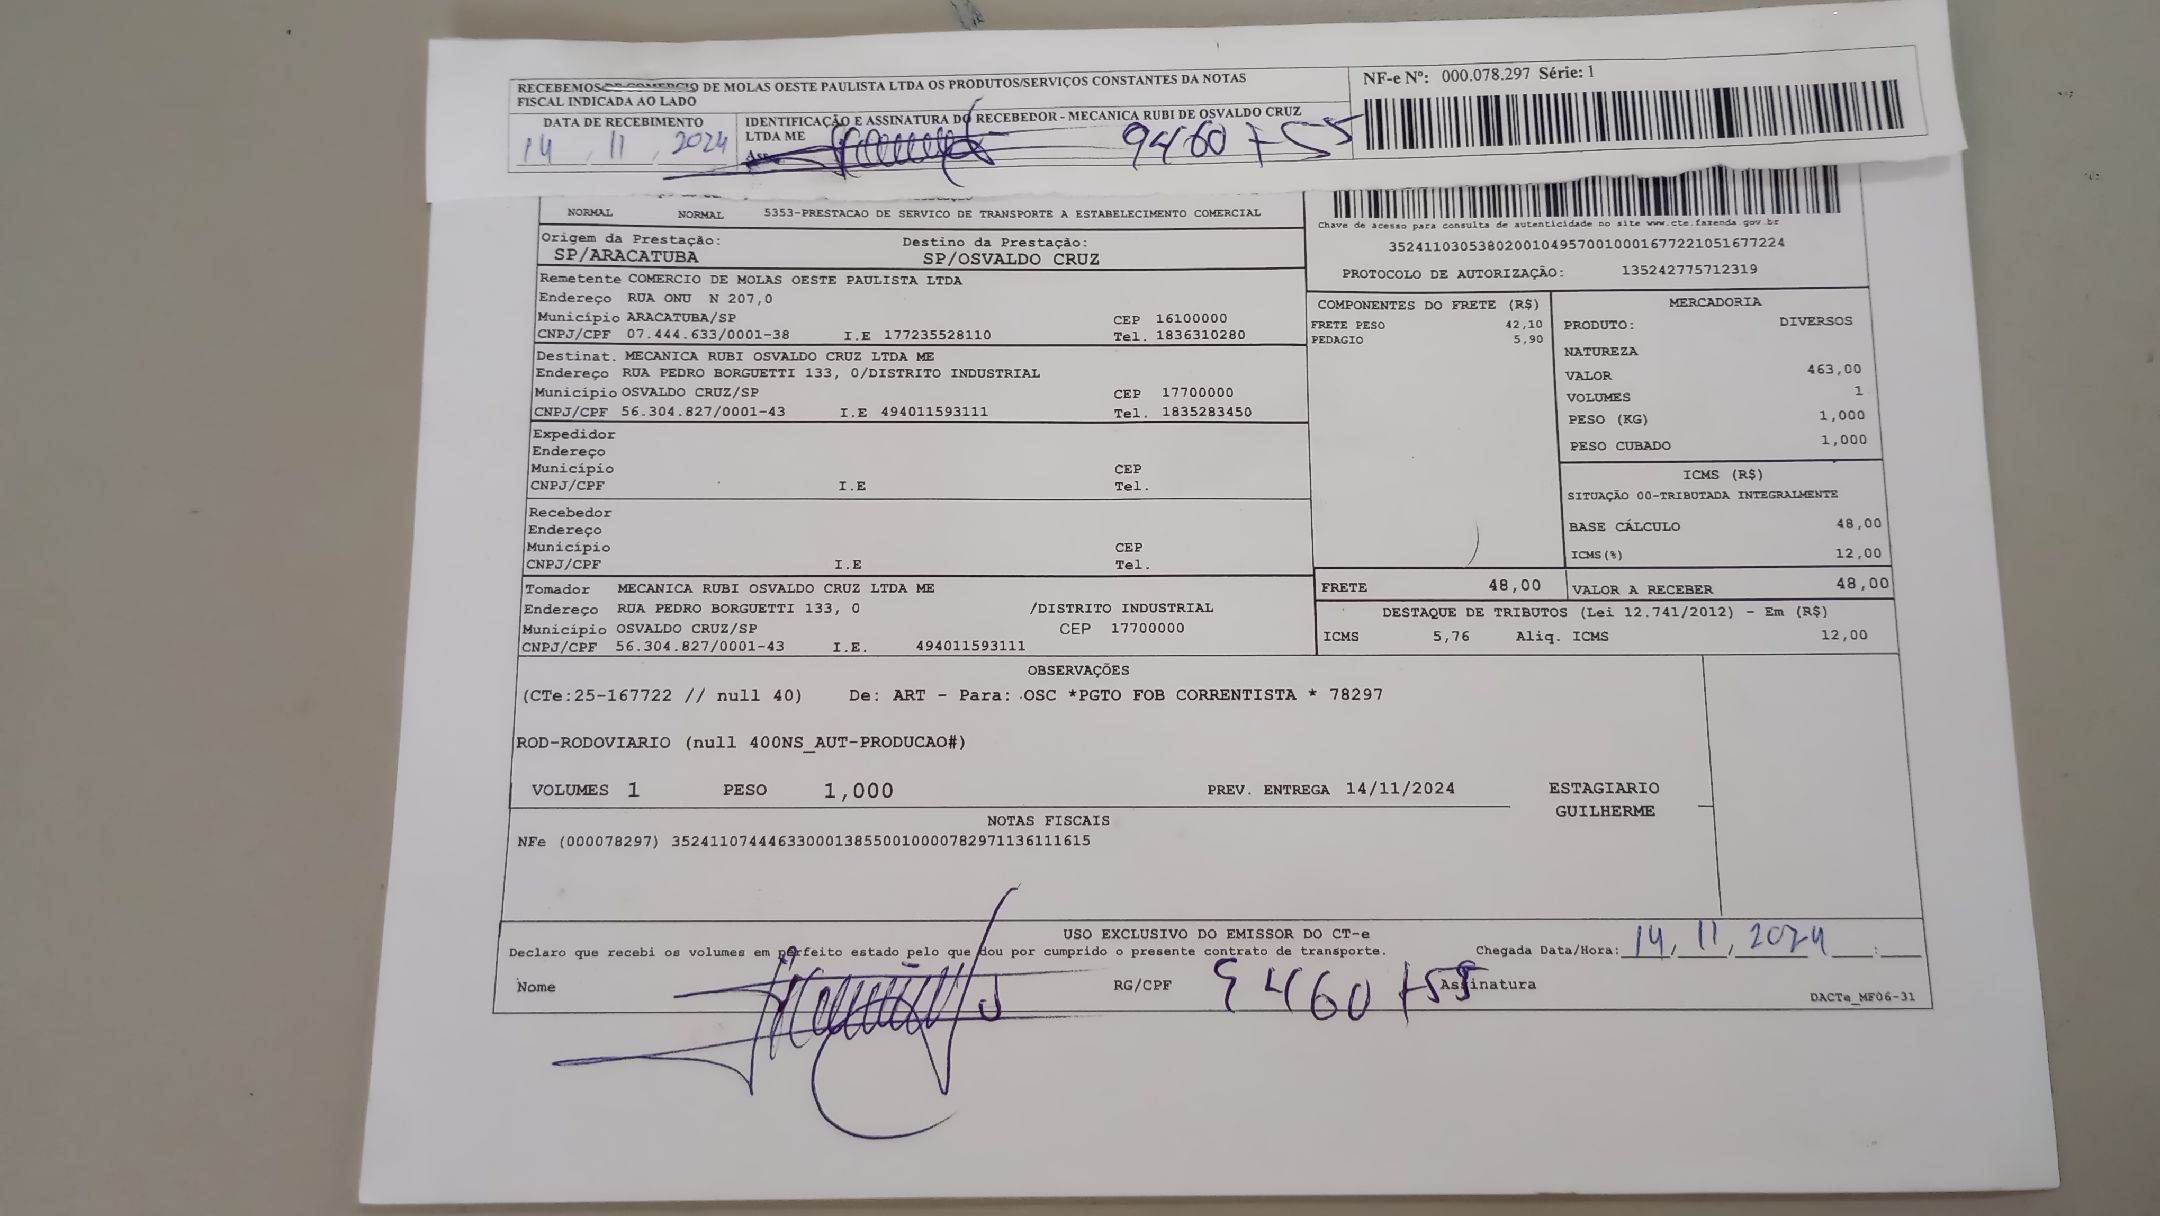 RECEBEMOS DE COMERCIO DE MOLAS OESTE PAULISTA LTDA OS PRODUTOS/SERVIÇOS CONSTANTES DA NOTAS
FISCAL INDICADA AO LADO
DATA DE RECEBIMENTO
14 , 11 , 2024
IDENTIFICAÇÃO E ASSINATURA DO RECEBEDOR - MECANICA RUBI DE OSVALDO CRUZ
LTDA ME
NF-e Nº: 000.078.297 Série: 1
NORMAL NORMAL 5353-PRESTACAO DE SERVICO DE TRANSPORTE A ESTABELECIMENTO COMERCIAL
Origem da Prestação: Destino da Prestação:
SP/ARACATUBA SP/OSVALDO CRUZ
Remetente COMERCIO DE MOLAS OESTE PAULISTA LTDA
Endereço RUA ONU N 207,0
Município ARACATUBA/SP CEP 16100000
CNPJ/CPF 07.444.633/0001-38 I.E 177235528110 Tel. 1836310280
Destinat. MECANICA RUBI OSVALDO CRUZ LTDA ME
Endereço RUA PEDRO BORGUETTI 133, 0/DISTRITO INDUSTRIAL
Município OSVALDO CRUZ/SP CEP 17700000
CNPJ/CPF 56.304.827/0001-43 I.E 494011593111 Tel. 1835283450
Expedidor
Endereço
Município CEP
CNPJ/CPF I.E Tel.
Recebedor
Endereço
Município CEP
CNPJ/CPF I.E Tel.
Tomador MECANICA RUBI OSVALDO CRUZ LTDA ME
Endereço RUA PEDRO BORGUETTI 133, 0 /DISTRITO INDUSTRIAL
Município OSVALDO CRUZ/SP CEP 17700000
CNPJ/CPF 56.304.827/0001-43 I.E. 494011593111
Chave de acesso para consulta de autenticidade no site www.cte.fazenda.gov.br
35241103053802001049570010001677221051677224
PROTOCOLO DE AUTORIZAÇÃO: 135242775712319
COMPONENTES DO FRETE (R$)
FRETE PESO 42,10
PEDAGIO 5,90
MERCADORIA
PRODUTO: DIVERSOS
NATUREZA
VALOR 463,00
VOLUMES 1
PESO (KG) 1,000
PESO CUBADO 1,000
ICMS (R$)
SITUAÇÃO 00-TRIBUTADA INTEGRALMENTE
BASE CÁLCULO 48,00
ICMS(%) 12,00
FRETE 48,00 VALOR A RECEBER 48,00
DESTAQUE DE TRIBUTOS (Lei 12.741/2012) - Em (R$)
ICMS 5,76 Aliq. ICMS 12,00
OBSERVAÇÕES
(CTe:25-167722 // null 40) De: ART - Para: OSC *PGTO FOB CORRENTISTA * 78297
ROD-RODOVIARIO (null 400NS_AUT-PRODUCAO#)
VOLUMES 1 PESO 1,000 PREV. ENTREGA 14/11/2024
ESTAGIARIO
GUILHERME
NOTAS FISCAIS
NFe (000078297) 35241107444633000138550010000782971136111615
USO EXCLUSIVO DO EMISSOR DO CT-e
Declaro que recebi os volumes em perfeito estado pelo que dou por cumprido o presente contrato de transporte. Chegada Data/Hora: 14, 11, 2024 :
Nome RG/CPF Assinatura
DACTe_MF06-31